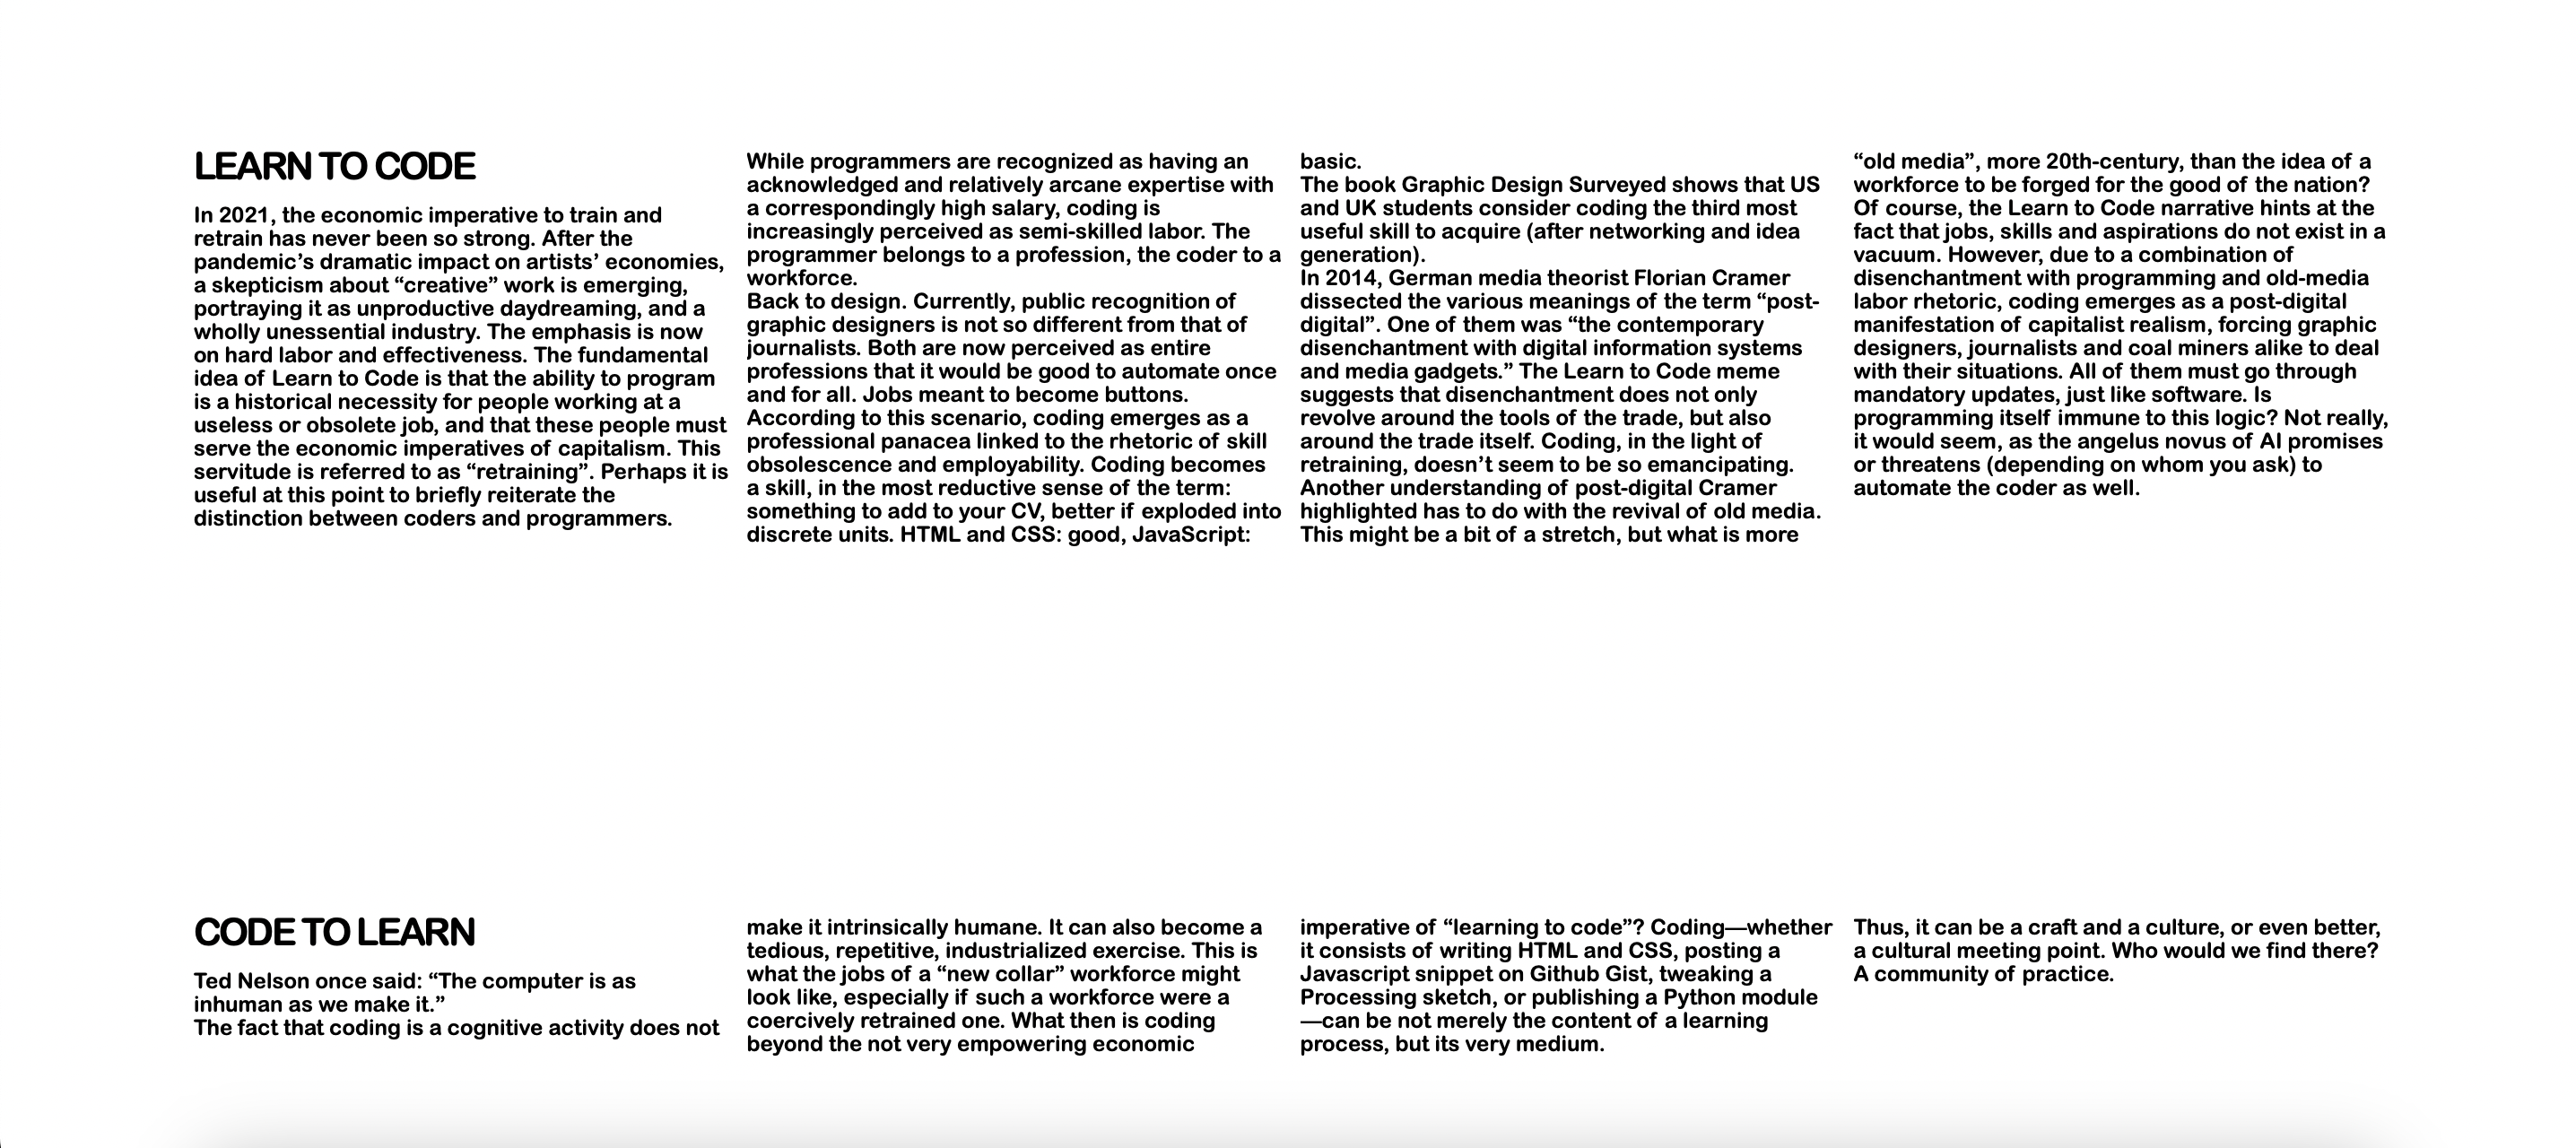 LEARN TO CODE
In 2021, the economic imperative to train and
retrain has never been so strong. After the
pandemic’s dramatic impact on artists’ economies,
a skepticism about “creative” work is emerging,
portraying it as unproductive daydreaming, and a
wholly unessential industry. The emphasis is now
on hard labor and effectiveness. The fundamental
idea of Learn to Code is that the ability to program
is a historical necessity for people working at a
useless or obsolete job, and that these people must
serve the economic imperatives of capitalism. This
servitude is referred to as “retraining”. Perhaps it is
useful at this point to briefly reiterate the
distinction between coders and programmers.
While programmers are recognized as having an
acknowledged and relatively arcane expertise with
a correspondingly high salary, coding is
increasingly perceived as semi-skilled labor. The
programmer belongs to a profession, the coder to a
workforce.
Back to design. Currently, public recognition of
graphic designers is not so different from that of
journalists. Both are now perceived as entire
professions that it would be good to automate once
and for all. Jobs meant to become buttons.
According to this scenario, coding emerges as a
professional panacea linked to the rhetoric of skill
obsolescence and employability. Coding becomes
a skill, in the most reductive sense of the term:
something to add to your CV, better if exploded into
discrete units. HTML and CSS: good, JavaScript:
basic.
The book Graphic Design Surveyed shows that US
and UK students consider coding the third most
useful skill to acquire (after networking and idea
generation).
In 2014, German media theorist Florian Cramer
dissected the various meanings of the term “post-
digital”. One of them was “the contemporary
disenchantment with digital information systems
and media gadgets.” The Learn to Code meme
suggests that disenchantment does not only
revolve around the tools of the trade, but also
around the trade itself. Coding, in the light of
retraining, doesn’t seem to be so emancipating.
Another understanding of post-digital Cramer
highlighted has to do with the revival of old media.
This might be a bit of a stretch, but what is more
“old media”, more 20th-century, than the idea of a
workforce to be forged for the good of the nation?
Of course, the Learn to Code narrative hints at the
fact that jobs, skills and aspirations do not exist in a
vacuum. However, due to a combination of
disenchantment with programming and old-media
labor rhetoric, coding emerges as a post-digital
manifestation of capitalist realism, forcing graphic
designers, journalists and coal miners alike to deal
with their situations. All of them must go through
mandatory updates, just like software. Is
programming itself immune to this logic? Not really,
it would seem, as the angelus novus of AI promises
or threatens (depending on whom you ask) to
automate the coder as well.
CODE TO LEARN
Ted Nelson once said: “The computer is as
inhuman as we make it.”
The fact that coding is a cognitive activity does not
make it intrinsically humane. It can also become a
tedious, repetitive, industrialized exercise. This is
what the jobs of a “new collar” workforce might
look like, especially if such a workforce were a
coercively retrained one. What then is coding
beyond the not very empowering economic
imperative of “learning to code”? Coding—whether
it consists of writing HTML and CSS, posting a
Javascript snippet on Github Gist, tweaking a
Processing sketch, or publishing a Python module
—can be not merely the content of a learning
process, but its very medium.
Thus, it can be a craft and a culture, or even better,
a cultural meeting point. Who would we find there?
A community of practice.